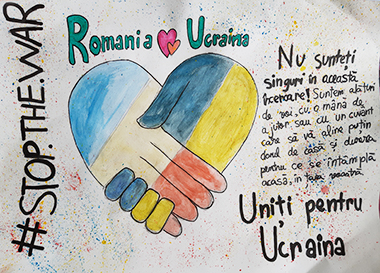 #STOP.THE.WAR
Romania Ucraina
Nu sunteți
singuri în această
încercare! Suntem alături
de voi, cu o mână de
ajutor sau cu un cuvânt
care să vă aline puțin
dorul de casă și durerea
pentru ce se întâmplă
acasă, în țara voastră.
Uniți pentru
Ucraina